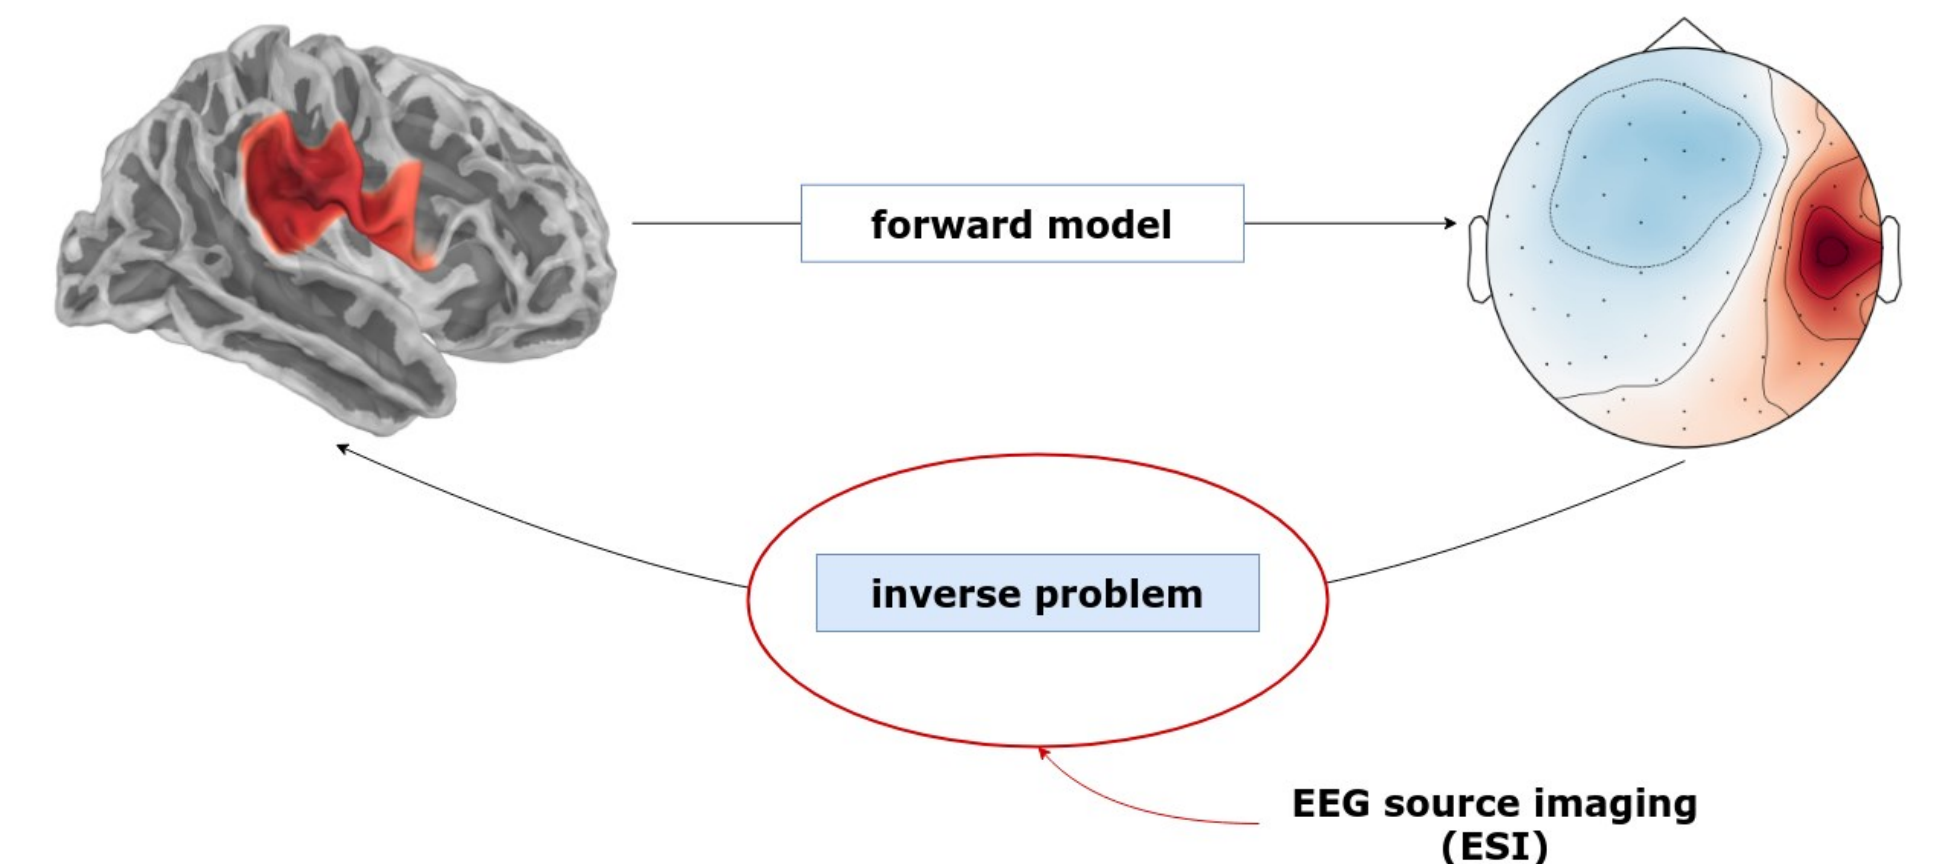 forward model
inverse problem
EEG source imaging
(ESI)